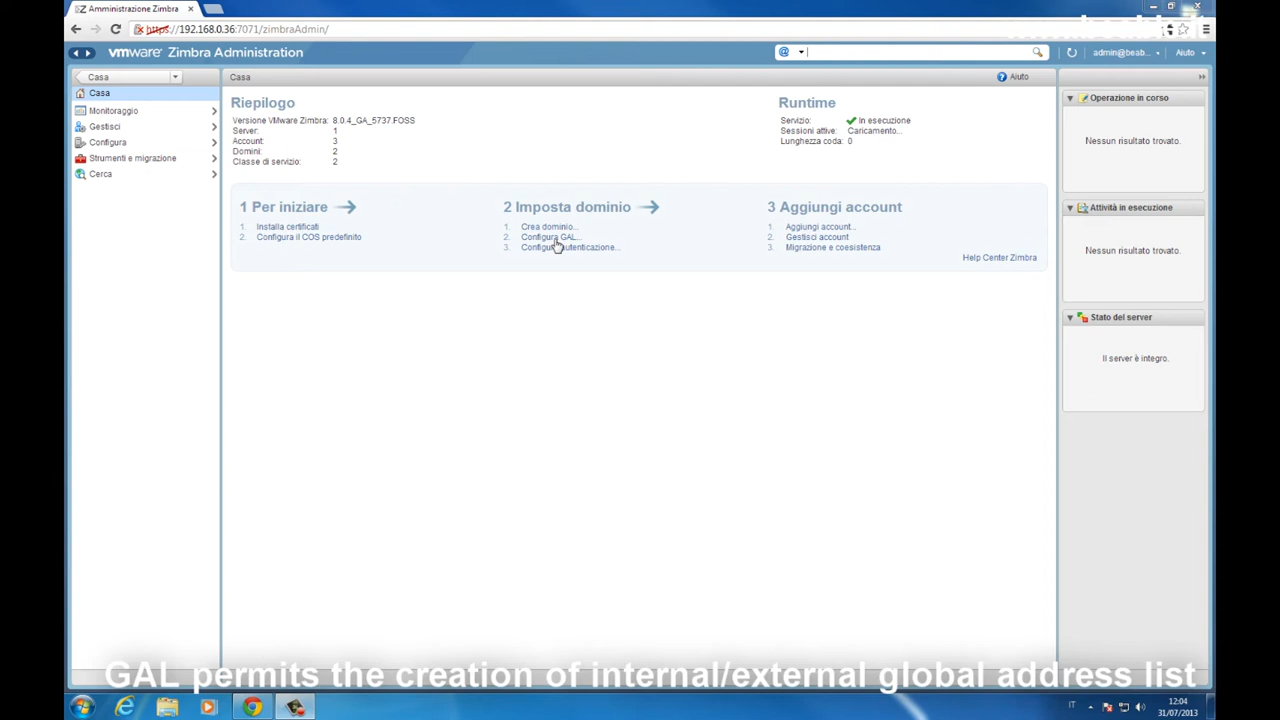 Amministrazione Zimbra
https://192.168.0.36:7071/zimbraAdmin/
vmware Zimbra Administration
admin@beab...
Aiuto
Casa
Casa
Aiuto
Casa
Monitoraggio
Gestisci
Configura
Strumenti e migrazione
Cerca
Riepilogo
Versione VMware Zimbra: 8.0.4_GA_5737.FOSS
Server: 1
Account: 3
Domini: 2
Classe di servizio: 2
Runtime
Servizio: In esecuzione
Sessioni attive: Caricamento...
Lunghezza coda: 0
1 Per iniziare
1. Installa certificati
2. Configura il COS predefinito
2 Imposta dominio
1. Crea dominio...
2. Configura GAL...
3. Configura autenticazione...
3 Aggiungi account
1. Aggiungi account...
2. Gestisci account
3. Migrazione e coesistenza
Help Center Zimbra
Operazione in corso
Nessun risultato trovato.
Attività in esecuzione
Nessun risultato trovato.
Stato del server
Il server è integro.
GAL permits the creation of internal/external global address list
IT
12:04
31/07/2013